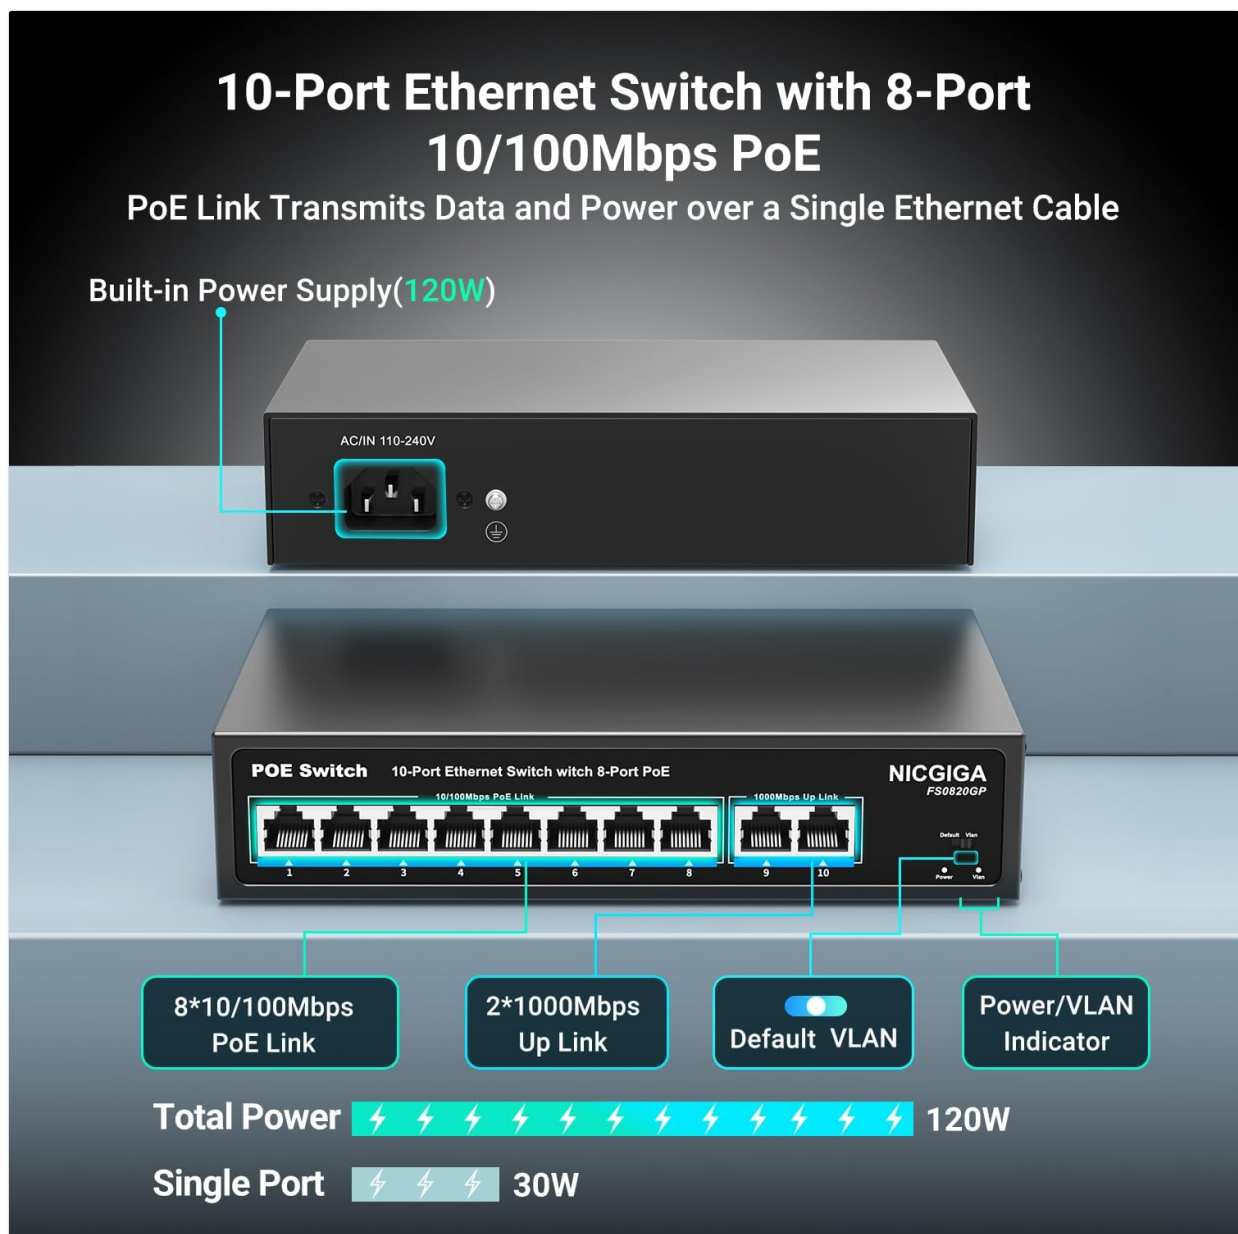 10-Port Ethernet Switch with 8-Port
10/100Mbps PoE
PoE Link Transmits Data and Power over a Single Ethernet Cable
Built-in Power Supply(120W)
AC/IN 110-240V
POE Switch 10-Port Ethernet Switch witch 8-Port PoE
NICGIGA
FS0820GP
10/100Mbps PoE Link
1000Mbps Up Link
Default Vlan
1 2 3 4 5 6 7 8 9 10
Power Vlan
8*10/100Mbps
PoE Link
2*1000Mbps
Up Link
Default VLAN
Power/VLAN
Indicator
Total Power 120W
Single Port 30W